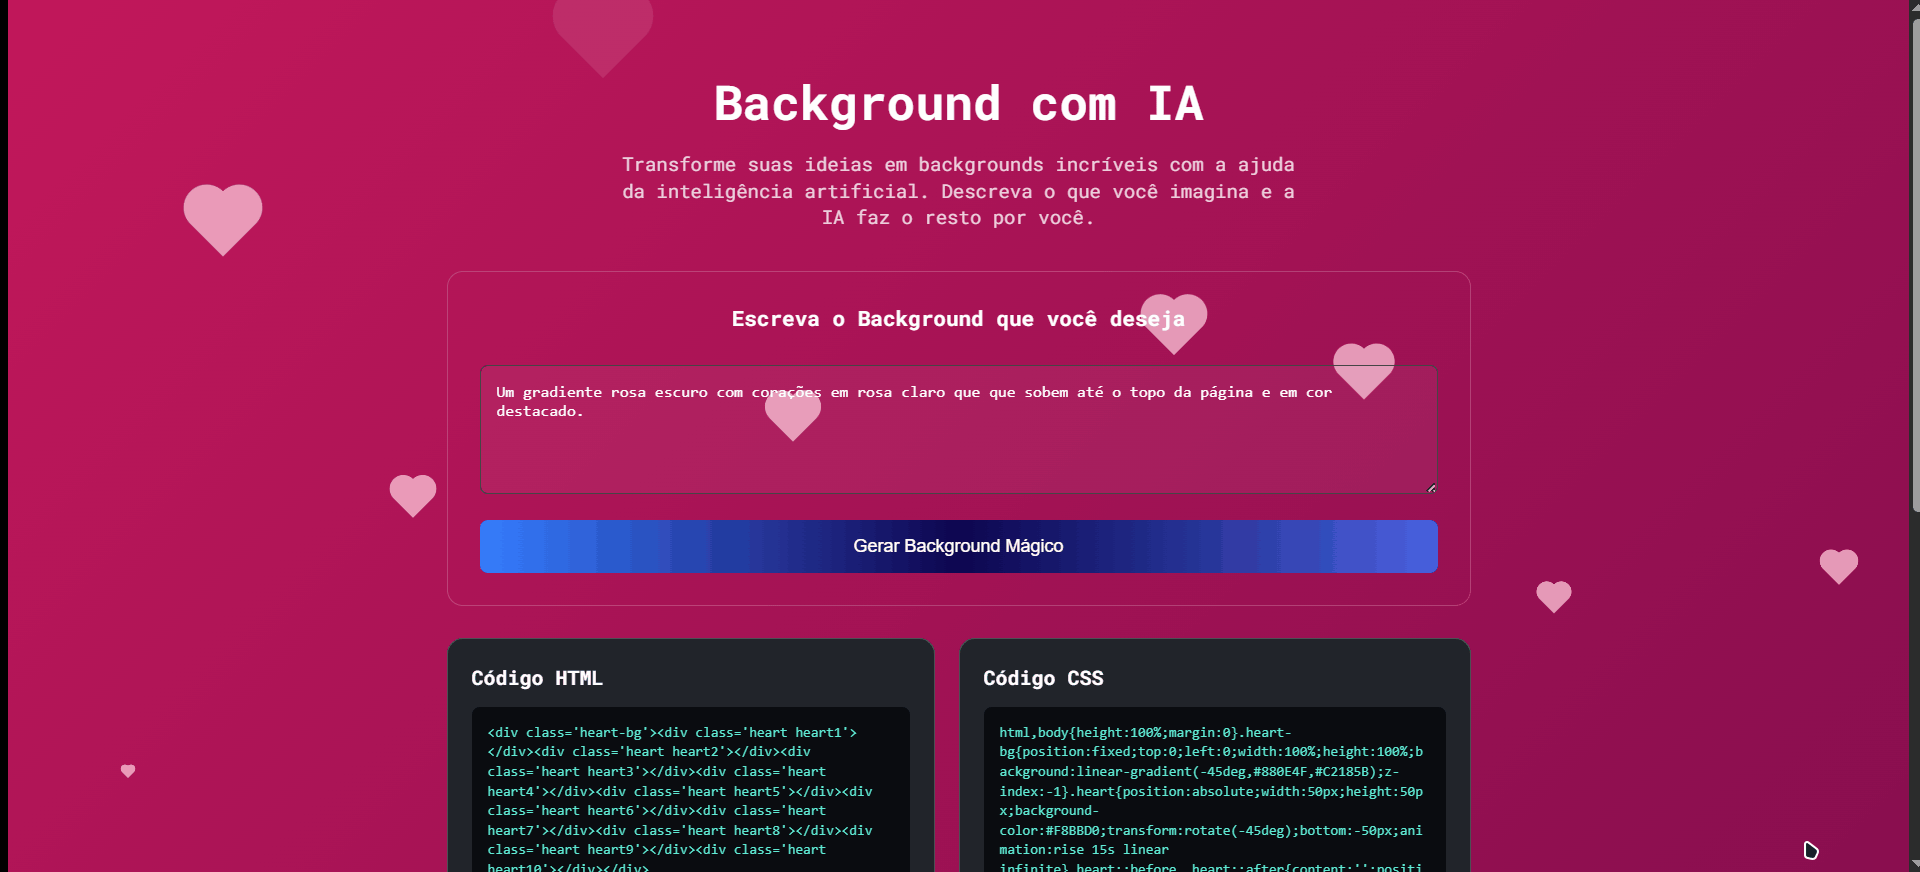 Background com IA
Transforme suas ideias em backgrounds incríveis com a ajuda
da inteligência artificial. Descreva o que você imagina e a
IA faz o resto por você.
Escreva o Background que você deseja
Um gradiente rosa escuro com corações em rosa claro que que sobem até o topo da página e em cor
destacado.
Gerar Background Mágico
Código HTML
<div class='heart-bg'><div class='heart heart1'>
</div><div class='heart heart2'></div><div
class='heart heart3'></div><div class='heart
heart4'></div><div class='heart heart5'></div><div
class='heart heart6'></div><div class='heart
heart7'></div><div class='heart heart8'></div><div
class='heart heart9'></div><div class='heart
heart10'></div></div>
Código CSS
html,body{height:100%;margin:0}.heart-
bg{position:fixed;top:0;left:0;width:100%;height:100%;b
ackground:linear-gradient(-45deg,#880E4F,#C2185B);z-
index:-1}.heart{position:absolute;width:50px;height:50p
x;background-
color:#F8BBD0;transform:rotate(-45deg);bottom:-50px;ani
mation:rise 15s linear
infinite}.heart::before,.heart::after{content:'';positi